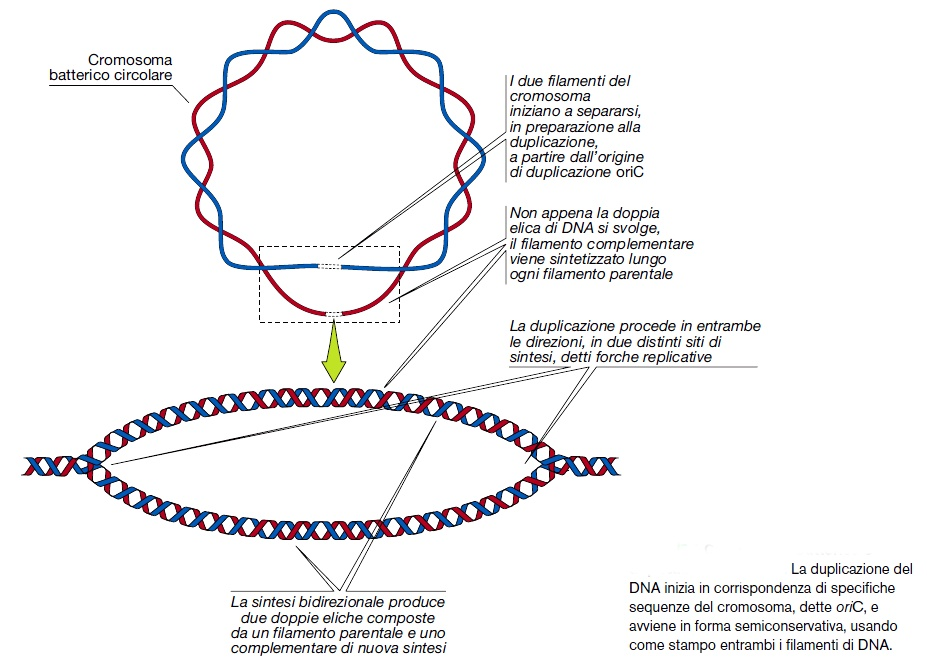 Cromosoma
batterico circolare
I due filamenti del
cromosoma
iniziano a separarsi,
in preparazione alla
duplicazione,
a partire dall'origine
di duplicazione oriC
Non appena la doppia
elica di DNA si svolge,
il filamento complementare
viene sintetizzato lungo
ogni filamento parentale
La duplicazione procede in entrambe
le direzioni, in due distinti siti di
sintesi, detti forche replicative
La sintesi bidirezionale produce
due doppie eliche composte
da un filamento parentale e uno
complementare di nuova sintesi
La duplicazione del
DNA inizia in corrispondenza di specifiche
sequenze del cromosoma, dette oriC, e
avviene in forma semiconservativa, usando
come stampo entrambi i filamenti di DNA.